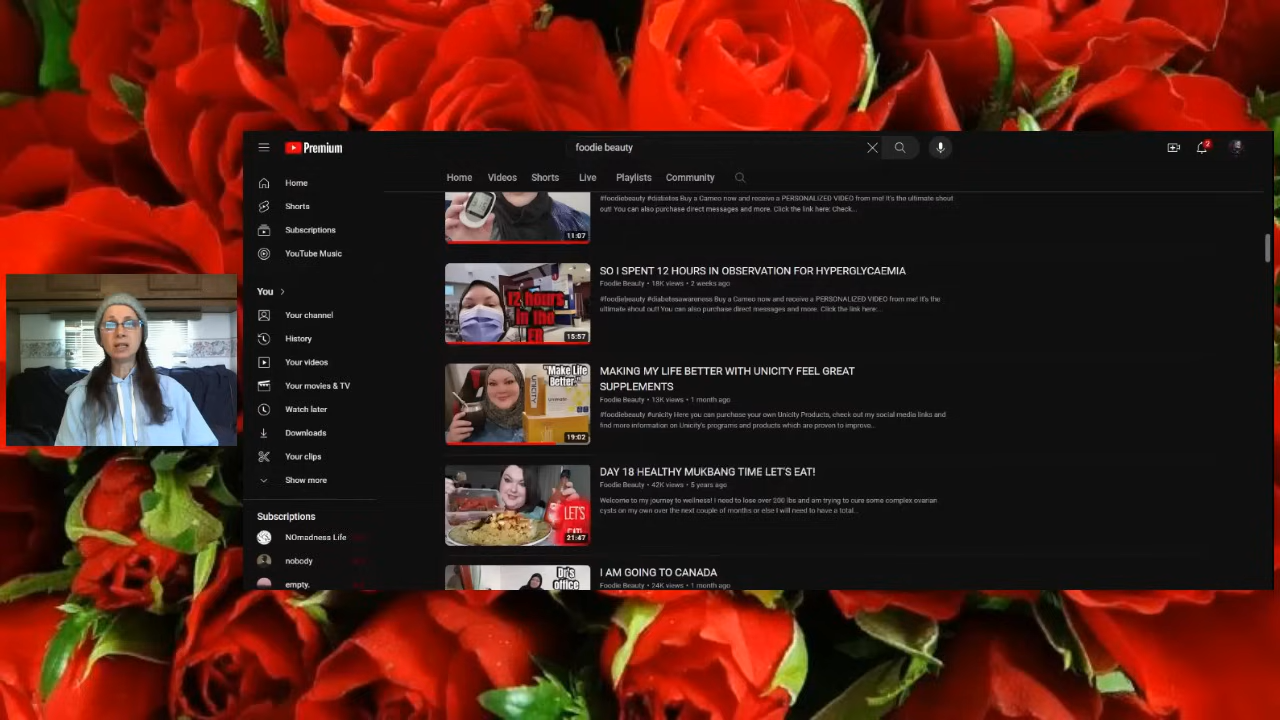 Premium
foodie beauty
2
Home Videos Shorts Live Playlists Community
Home
Shorts
Subscriptions
YouTube Music
You
Your channel
History
Your videos
Your movies & TV
Watch later
Downloads
Your clips
Show more
Subscriptions
NOmadness Life
nobody
empty.
11:07
#foodiebeauty #diabetes Buy a Cameo now and receive a PERSONALIZED VIDEO from me! It's the ultimate shout
out! You can also purchase direct messages and more. Click the link here: Check...
12 hours
in the
ER
15:57
SO I SPENT 12 HOURS IN OBSERVATION FOR HYPERGLYCAEMIA
Foodie Beauty • 18K views • 2 weeks ago
#foodiebeauty #diabetesawareness Buy a Cameo now and receive a PERSONALIZED VIDEO from me! It's the
ultimate shout out! You can also purchase direct messages and more. Click the link here:...
"Make Life
Better"
UNICITY
19:02
MAKING MY LIFE BETTER WITH UNICITY FEEL GREAT
SUPPLEMENTS
Foodie Beauty • 13K views • 1 month ago
#foodiebeauty #unicity Here you can purchase your own Unicity Products, check out my social media links and
find more information on Unicity's programs and products which are proven to improve...
LET'S
EAT!
21:47
DAY 18 HEALTHY MUKBANG TIME LET'S EAT!
Foodie Beauty • 42K views • 5 years ago
Welcome to my journey to wellness! I need to lose over 200 lbs and am trying to cure some complex ovarian
cysts on my own over the next couple of months or else I will need to have a total...
Dr's
office
I AM GOING TO CANADA
Foodie Beauty • 24K views • 1 month ago